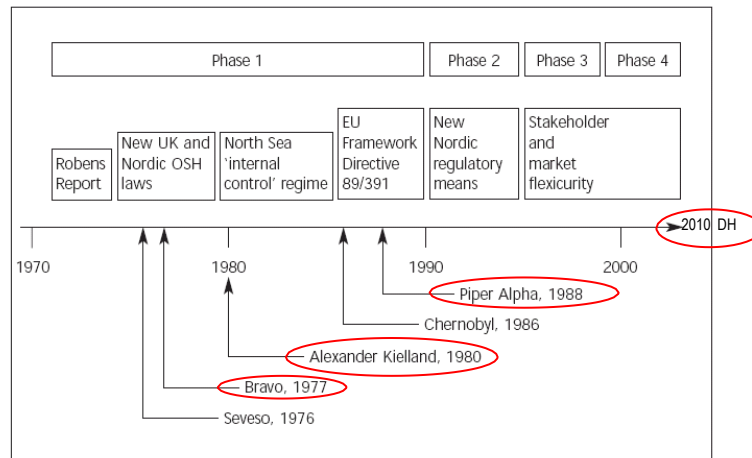 Phase 1
Phase 2
Phase 3
Phase 4
Robens
Report
New UK and
Nordic OSH
laws
North Sea
'internal
control' regime
EU
Framework
Directive
89/391
New
Nordic
regulatory
means
Stakeholder
and
market
flexicurity
2010 DH
1970
1980
1990
2000
Piper Alpha, 1988
Chernobyl, 1986
Alexander Kielland, 1980
Bravo, 1977
Seveso, 1976